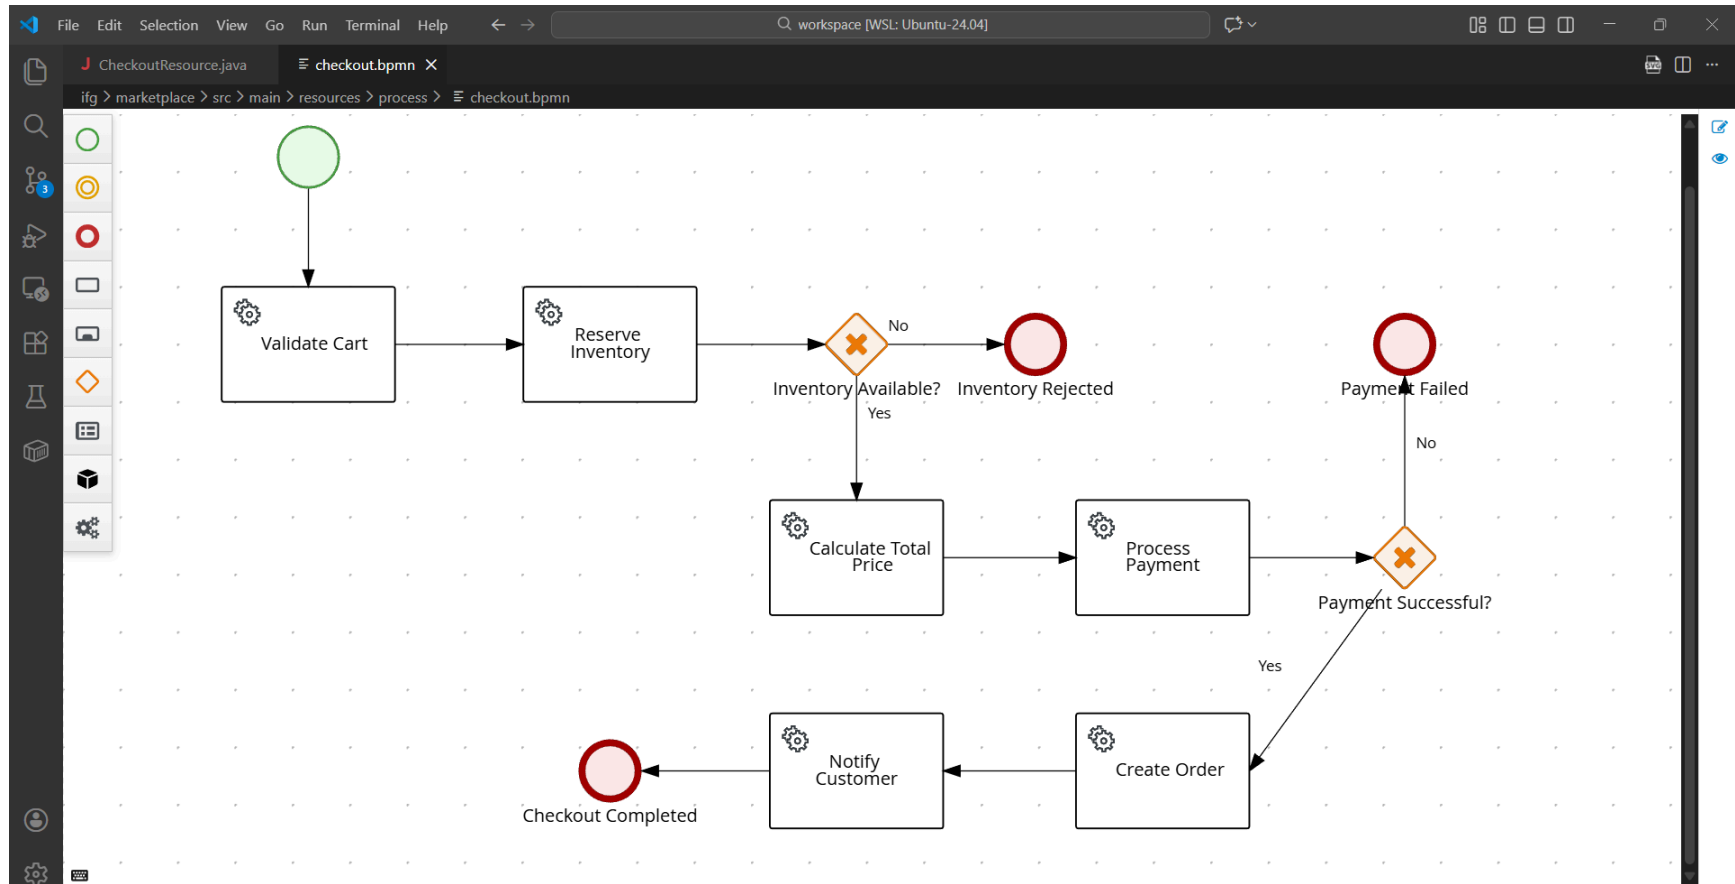 File Edit Selection View Go Run Terminal Help
workspace [WSL: Ubuntu-24.04]
J CheckoutResource.java
checkout.bpmn
SVG
ifg > marketplace > src > main > resources > process > checkout.bpmn
3
Validate Cart
Reserve
Inventory
No
Inventory Available?
Inventory Rejected
Yes
Payment Failed
No
Calculate Total
Price
Process
Payment
Payment Successful?
Yes
Create Order
Notify
Customer
Checkout Completed